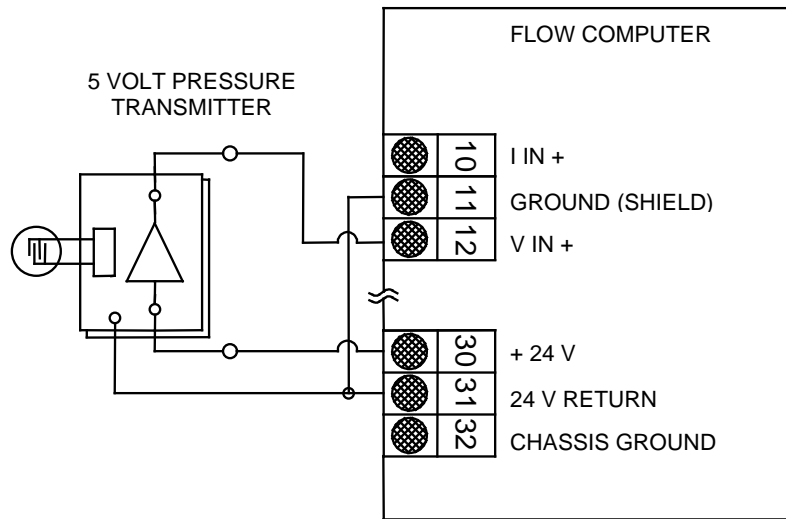 FLOW COMPUTER
5 VOLT PRESSURE
TRANSMITTER
10 I IN +
11 GROUND (SHIELD)
12 V IN +
30 + 24 V
31 24 V RETURN
32 CHASSIS GROUND